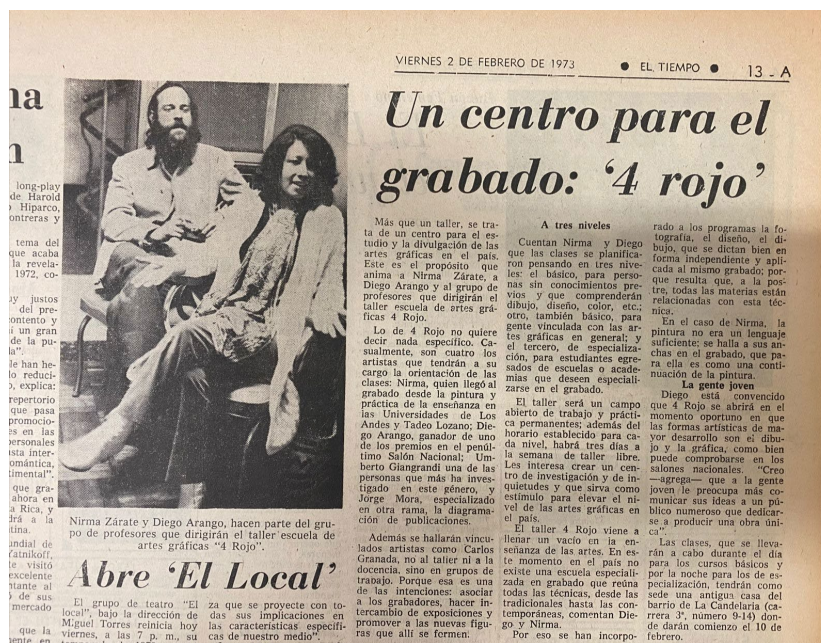 VIERNES 2 DE FEBRERO DE 1973 ● EL TIEMPO ● 13 - A
na
n
long-play
de Harold
Hiparco,
ontreras y
tema del
que acaba
la revela-
1972, co-
uy justos
del pre-
ontento y
i un gran
de la pu-
la".
le han he-
lo reduci-
, explica:
repertorio
que pasa
promocio-
es en las
personales
sta inter-
omántica,
timental".
que gra-
ahora en
a Rica, y
drá a la
tina.
undial de
atnikoff,
e visitó
excelente
tante al
de sus
mercado
que la
Nirma Zárate y Diego Arango, hacen parte del gru-
po de profesores que dirigirán el taller escuela de
artes gráficas "4 Rojo".
Abre 'El Local'
El grupo de teatro "El
local", bajo la dirección de
Miguel Torres reinicia hoy
viernes, a las 7 p. m., su
za que se proyecte con to-
das sus implicaciones en
las características específi-
cas de nuestro medio".
Un centro para el
grabado: '4 rojo'
Más que un taller, se tra-
ta de un centro para el es-
tudio y la divulgación de las
artes gráficas en el país.
Este es el propósito que
anima a Nirma Zárate, a
Diego Arango y al grupo de
profesores que dirigirán el
taller escuela de artes grá-
ficas 4 Rojo.
Lo de 4 Rojo no quiere
decir nada específico. Ca-
sualmente, son cuatro los
artistas que tendrán a su
cargo la orientación de las
clases: Nirma, quien llegó al
grabado desde la pintura y
práctica de la enseñanza en
las Universidades de Los
Andes y Tadeo Lozano; Die-
go Arango, ganador de uno
de los premios en el penúl-
timo Salón Nacional; Um-
berto Giangrandi una de las
personas que más ha inves-
tigado en este género, y
Jorge Mora, especializado
en otra rama, la diagrama-
ción de publicaciones.
Además se hallarán vincu-
lados artistas como Carlos
Granada, no al taller ni a la
docencia, sino en grupos de
trabajo. Porque esa es una
de las intenciones: asociar
a los grabadores, hacer in-
tercambio de exposiciones y
promover a las nuevas figu-
ras que allí se formen.
A tres niveles
Cuentan Nirma y Diego
que las clases se planifica-
ron pensando en tres nive-
les: el básico, para perso-
nas sin conocimientos pre-
vios y que comprenderán
dibujo, diseño, color, etc.;
otro, también básico, para
gente vinculada con las ar-
tes gráficas en general; y
el tercero, de especializa-
ción, para estudiantes egre-
sados de escuelas o acade-
mias que deseen especiali-
zarse en el grabado.
El taller será un campo
abierto de trabajo y prácti-
ca permanentes; además del
horario establecido para ca-
da nivel, habrá tres días a
la semana de taller libre.
Les interesa crear un cen-
tro de investigación y de in-
quietudes y que sirva como
estímulo para elevar el ni-
vel de las artes gráficas en
el país.
El taller 4 Rojo viene a
llenar un vacío en la en-
señanza de las artes. En es-
te momento en el país no
existe una escuela especiali-
zada en grabado que reúna
todas las técnicas, desde las
tradicionales hasta las con-
temporáneas, comentan Die-
go y Nirma.
Por eso se han incorpo-
rado a los programas la fo-
tografía, el diseño, el di-
bujo, que se dictan bien en
forma independiente y apli-
cada al mismo grabado; por-
que resulta que, a la pos-
tre, todas las materias están
relacionadas con esta téc-
nica.
En el caso de Nirma, la
pintura no era un lenguaje
suficiente; se halla a sus an-
chas en el grabado, que pa-
ra ella es como una conti-
nuación de la pintura.
La gente joven
Diego está convencido
que 4 Rojo se abrirá en el
momento oportuno en que
las formas artísticas de ma-
yor desarrollo son el dibu-
jo y la gráfica, como bien
puede comprobarse en los
salones nacionales. "Creo
—agrega— que a la gente
joven le preocupa más co-
municar sus ideas a un pú-
blico numeroso que dedicar-
se a producir una obra úni-
ca".
Las clases, que se lleva-
rán a cabo durante el día
para los cursos básicos y
por la noche para los de es-
pecialización, tendrán como
sede una antigua casa del
barrio de La Candelaria (ca-
rrera 3ª, número 9-14) don-
de darán comienzo el 10 de
febrero.